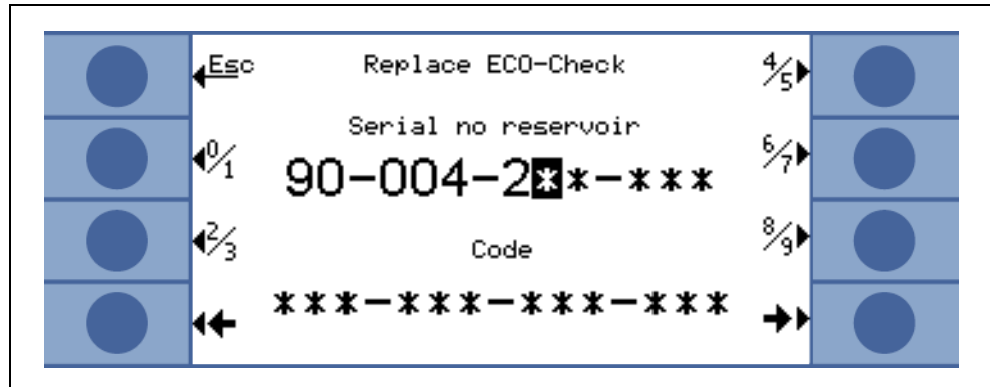 Esc Replace ECO-Check 4/5
Serial no reservoir
0/1 90-004-2**-*** 6/7
2/3 Code 8/9
***-***-***-***